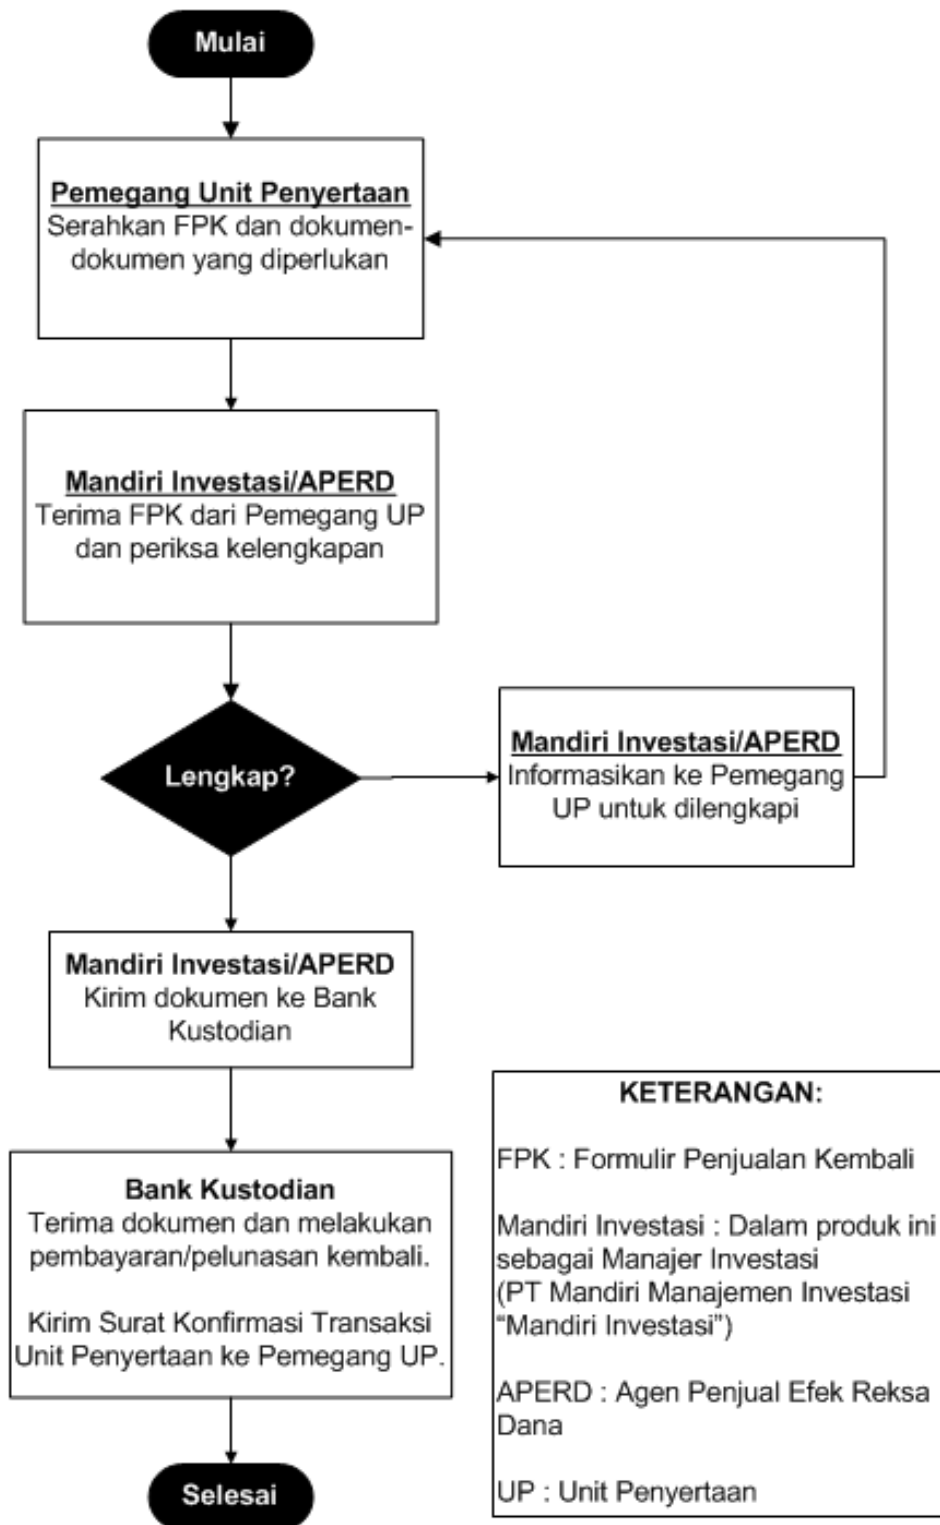 Mulai
Pemegang Unit Penyertaan
Serahkan FPK dan dokumen-
dokumen yang diperlukan
Mandiri Investasi/APERD
Terima FPK dari Pemegang UP
dan periksa kelengkapan
Lengkap?
Mandiri Investasi/APERD
Informasikan ke Pemegang
UP untuk dilengkapi
Mandiri Investasi/APERD
Kirim dokumen ke Bank
Kustodian
Bank Kustodian
Terima dokumen dan melakukan
pembayaran/pelunasan kembali.
Kirim Surat Konfirmasi Transaksi
Unit Penyertaan ke Pemegang UP.
Selesai
KETERANGAN:
FPK : Formulir Penjualan Kembali
Mandiri Investasi : Dalam produk ini
sebagai Manajer Investasi
(PT Mandiri Manajemen Investasi
“Mandiri Investasi”)
APERD : Agen Penjual Efek Reksa
Dana
UP : Unit Penyertaan